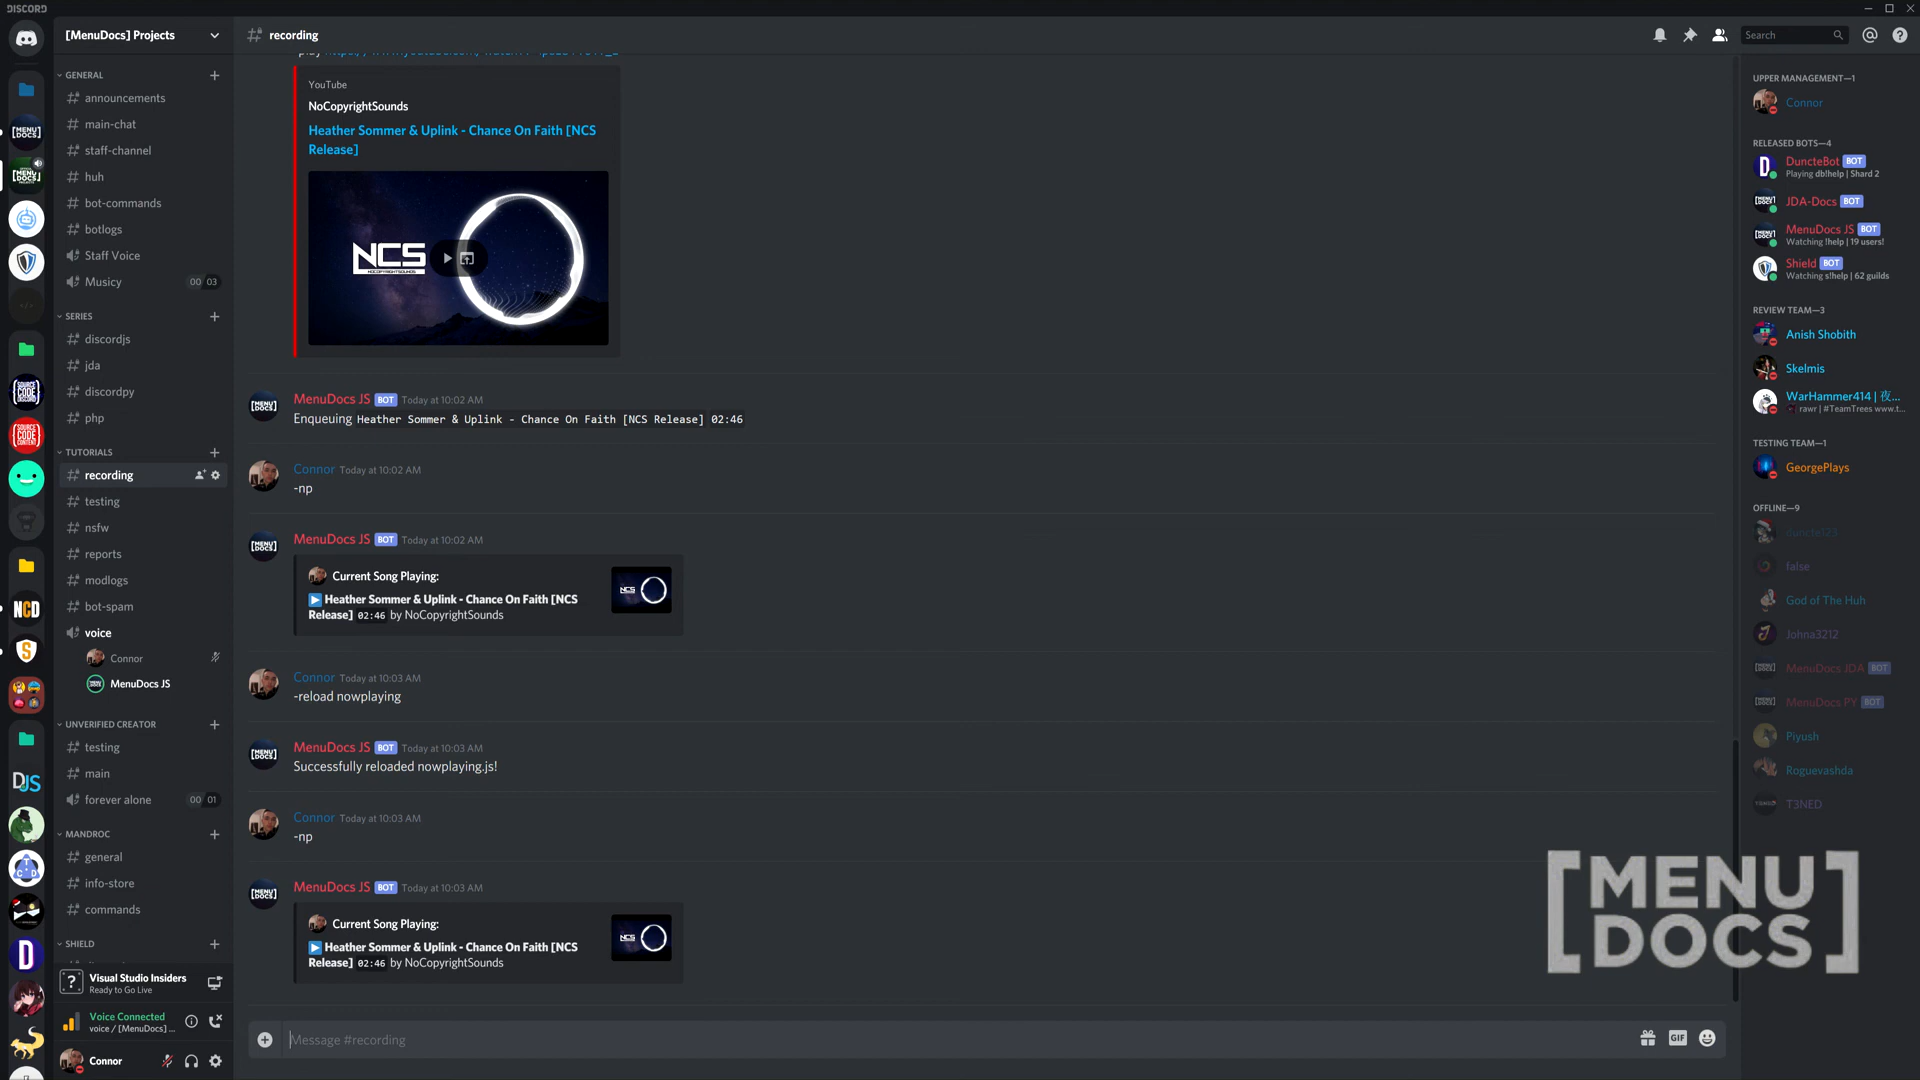 DISCORD
[MenuDocs] Projects
recording
Search
GENERAL
announcements
main-chat
staff-channel
huh
bot-commands
botlogs
Staff Voice
Musicy 00 03
SERIES
discordjs
jda
discordpy
php
TUTORIALS
recording
testing
nsfw
reports
modlogs
bot-spam
voice
Connor
MenuDocs JS
UNVERIFIED CREATOR
testing
main
forever alone 00 01
MANDROC
general
info-store
commands
SHIELD
Visual Studio Insiders
Ready to Go Live
Voice Connected
voice / [MenuDocs] ...
Connor
YouTube
NoCopyrightSounds
Heather Sommer & Uplink - Chance On Faith [NCS
Release]
NCS
NOCOPYRIGHTSOUNDS
MenuDocs JS BOT Today at 10:02 AM
Enqueuing Heather Sommer & Uplink - Chance On Faith [NCS Release] 02:46
Connor Today at 10:02 AM
-np
MenuDocs JS BOT Today at 10:02 AM
Current Song Playing:
Heather Sommer & Uplink - Chance On Faith [NCS
Release] 02:46 by NoCopyrightSounds
NCS
Connor Today at 10:03 AM
-reload nowplaying
MenuDocs JS BOT Today at 10:03 AM
Successfully reloaded nowplaying.js!
Connor Today at 10:03 AM
-np
MenuDocs JS BOT Today at 10:03 AM
Current Song Playing:
Heather Sommer & Uplink - Chance On Faith [NCS
Release] 02:46 by NoCopyrightSounds
NCS
Message #recording
GIF
UPPER MANAGEMENT—1
Connor
RELEASED BOTS—4
DuncteBot BOT
Playing db!help | Shard 2
JDA-Docs BOT
MenuDocs JS BOT
Watching !help | 19 users!
Shield BOT
Watching s!help | 62 guilds
REVIEW TEAM—3
Anish Shobith
Skelmis
WarHammer414 | 夜...
rawr | #TeamTrees www.t...
TESTING TEAM—1
GeorgePlays
OFFLINE—9
duncte123
false
God of The Huh
Johna3212
MenuDocs JDA BOT
MenuDocs PY BOT
Piyush
Roguevashda
T3NED
[MENU
DOCS]